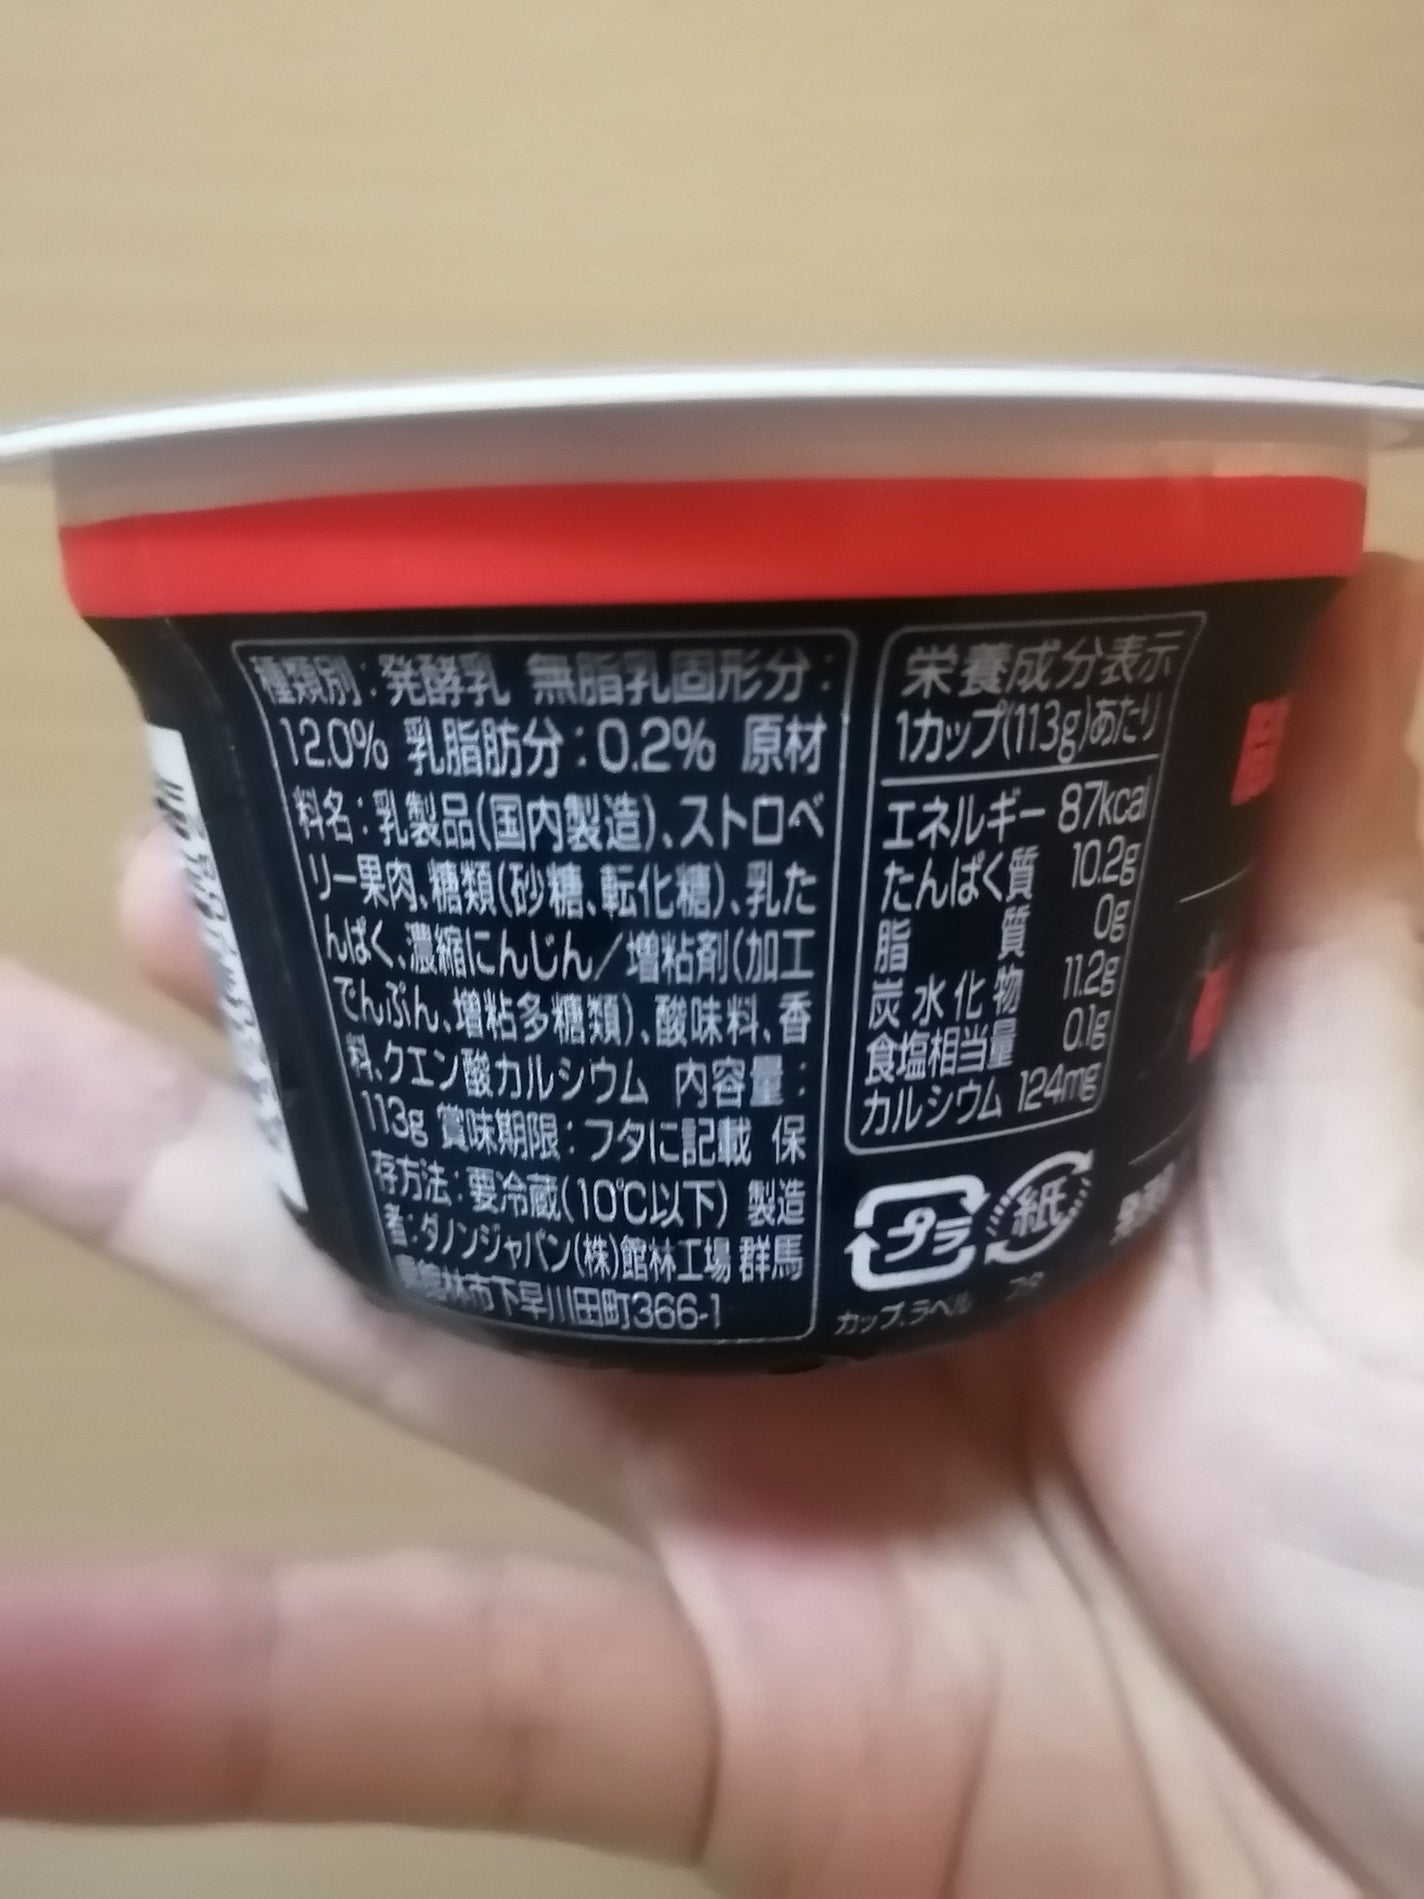 種類別：発酵乳 無脂乳固形分：
12.0% 乳脂肪分：0.2% 原材
料名：乳製品(国内製造)、ストロベ
リー果肉、糖類(砂糖、転化糖)、乳た
んぱく、濃縮にんじん／増粘剤(加工
でんぷん、増粘多糖類)、酸味料、香
料、クエン酸カルシウム 内容量：
113g 賞味期限：フタに記載 保
存方法：要冷蔵(10℃以下) 製造
者：ダノンジャパン(株)館林工場 群馬
県館林市下早川田町366-1
栄養成分表示
1カップ(113g)あたり
エネルギー 87kcal
たんぱく質 10.2g
脂質 0g
炭水化物 11.2g
食塩相当量 0.1g
カルシウム 124mg
プラ 紙
カップ、ラベル フタ